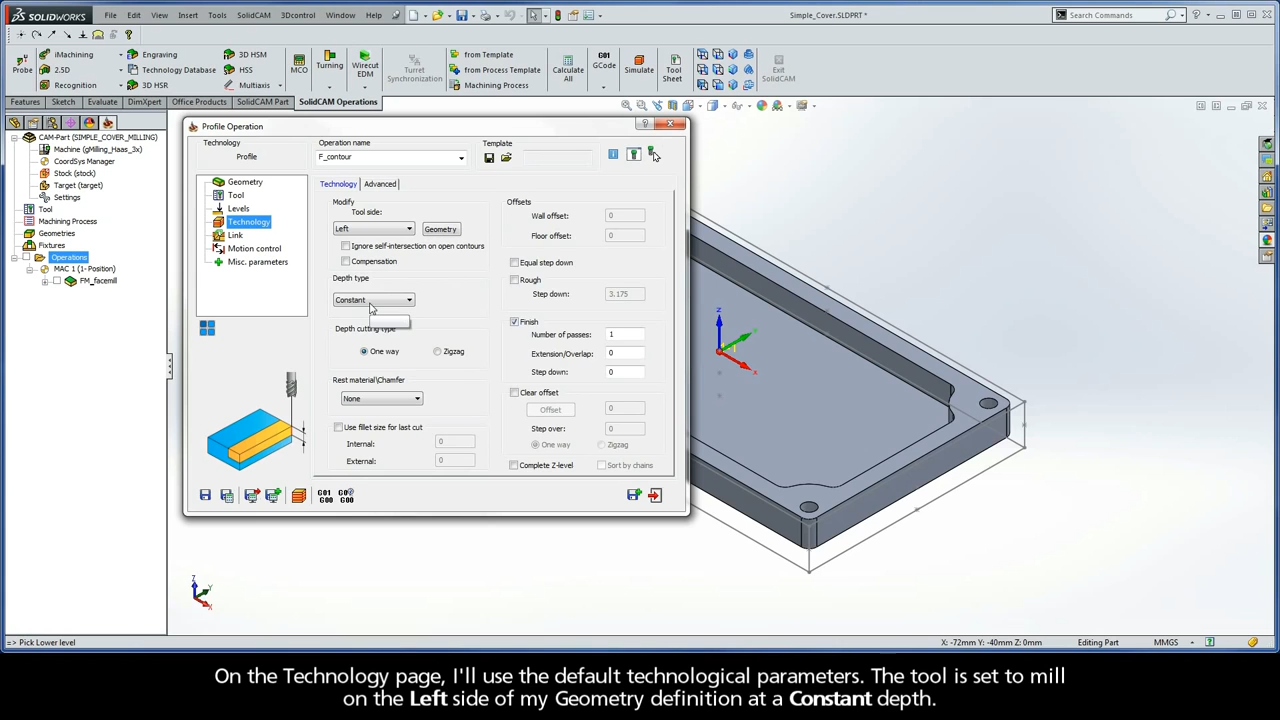 SOLIDWORKS File Edit View Insert Tools SolidCAM 3Dcontrol Window Help Simple_Cover.SLDPRT * Search Commands
Probe
iMachining
2.5D
Recognition
Engraving
Technology Database
3D HSR
3D HSM
HSS
Multiaxis
MCO
Turning
Wirecut
EDM
from Template
from Process Template
Machining Process
Turret
Synchronization
Calculate
All
G01
GCode
Simulate
Tool
Sheet
Exit
SolidCAM
Features Sketch Evaluate DimXpert Office Products SolidCAM Part SolidCAM Operations
CAM-Part (SIMPLE_COVER_MILLING)
Machine (gMilling_Haas_3x)
CoordSys Manager
Stock (stock)
Target (target)
Settings
Tool
Machining Process
Geometries
Fixtures
Operations
MAC 1 (1- Position)
FM_facemill
Profile Operation
Technology
Profile
Operation name
F_contour
Template
Geometry
Tool
Levels
Technology
Link
Motion control
Misc. parameters
Technology Advanced
Modify
Tool side:
Left Geometry
Ignore self-intersection on open contours
Compensation
Depth type
Constant
Depth cutting type
One way Zigzag
Rest material\Chamfer
None
Use fillet size for last cut
Internal: 0
External: 0
Offsets
Wall offset: 0
Floor offset: 0
Equal step down
Rough
Step down: 3.175
Finish
Number of passes: 1
Extension/Overlap: 0
Step down: 0
Clear offset
Offset 0
Step over: 0
One way Zigzag
Complete Z-level Sort by chains
G01
G00
Z
Y
X
Z
Y
X
=> Pick Lower level X: -72mm Y: -40mm Z: 0mm Editing Part MMGS
On the Technology page, I'll use the default technological parameters. The tool is set to mill
on the Left side of my Geometry definition at a Constant depth.